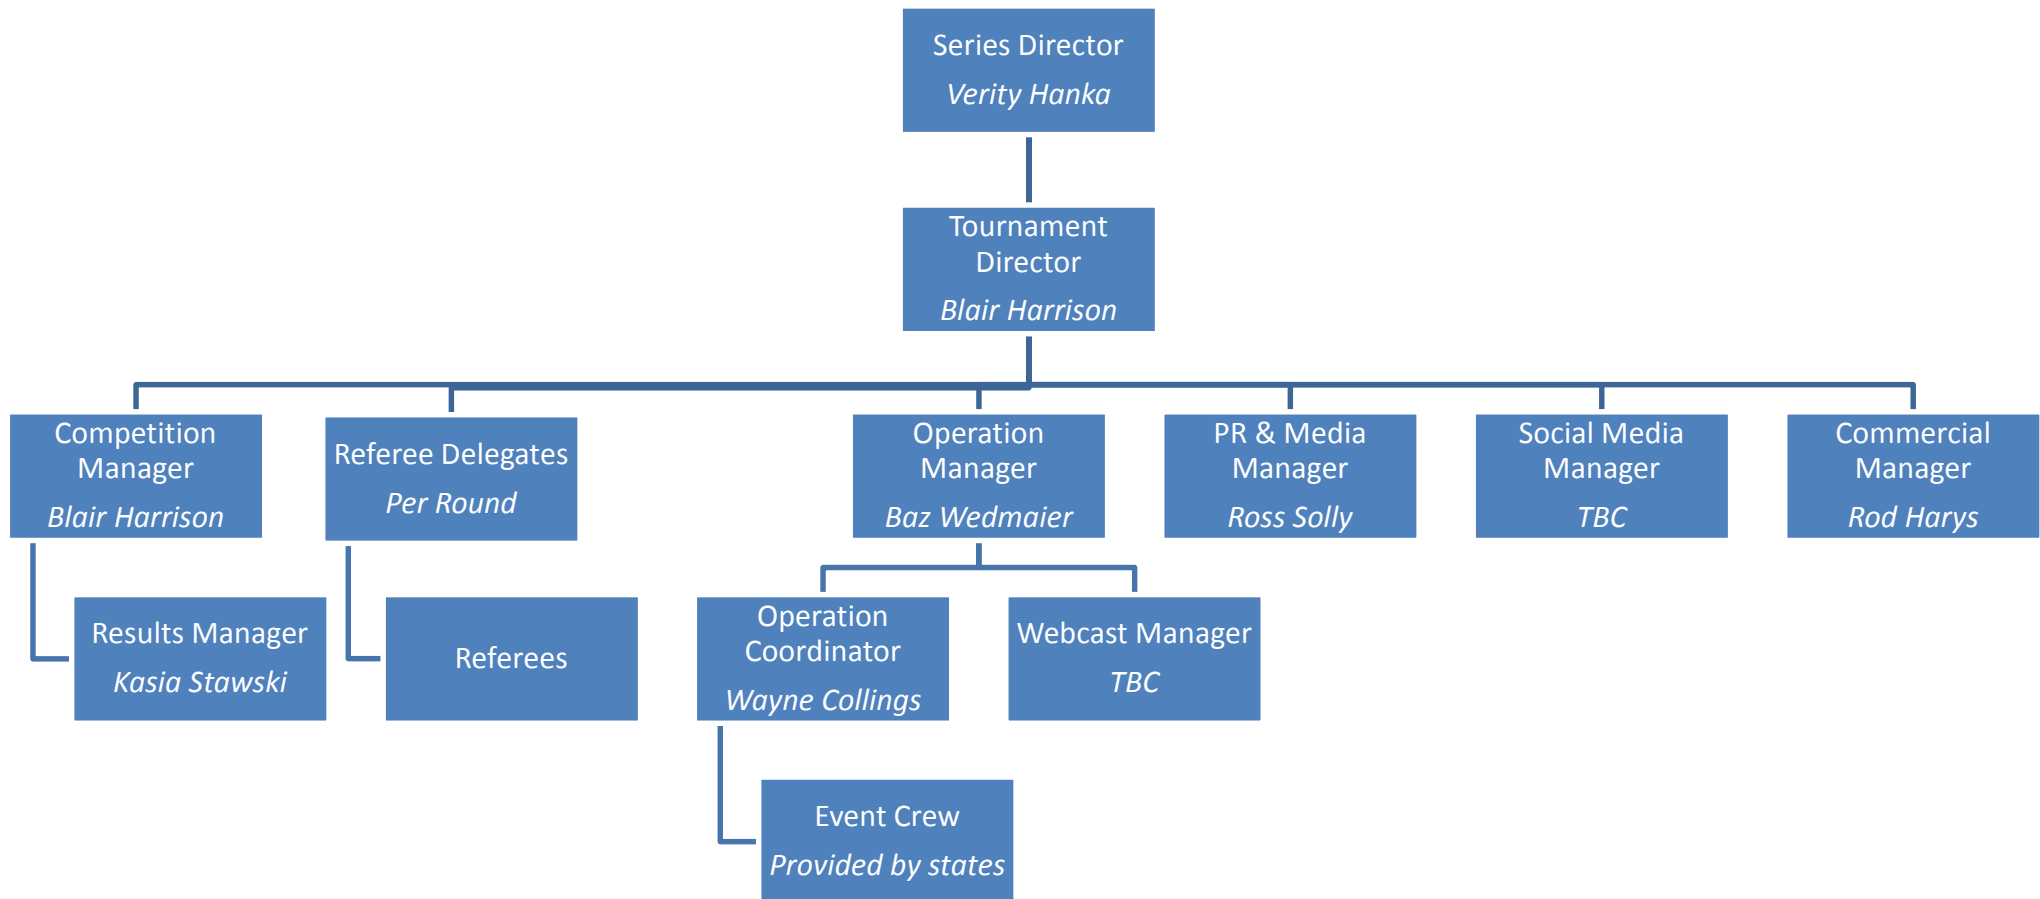 Series Director
Verity Hanka
Tournament
Director
Blair Harrison
Competition
Manager
Blair Harrison
Referee Delegates
Per Round
Operation
Manager
Baz Wedmaier
PR & Media
Manager
Ross Solly
Social Media
Manager
TBC
Commercial
Manager
Rod Harys
Results Manager
Kasia Stawski
Referees
Operation
Coordinator
Wayne Collings
Webcast Manager
TBC
Event Crew
Provided by states